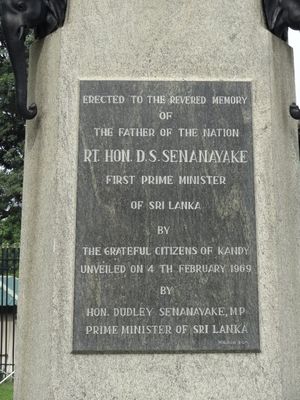 ERECTED TO THE REVERED MEMORY
OF
THE FATHER OF THE NATION
RT. HON. D. S. SENANAYAKE
FIRST PRIME MINISTER
OF SRI LANKA
BY
THE GRATEFUL CITIZENS OF KANDY
UNVEILED ON 4 TH FEBRUARY 1969
BY
HON. DUDLEY SENANAYAKE, M.P.
PRIME MINISTER OF SRI LANKA